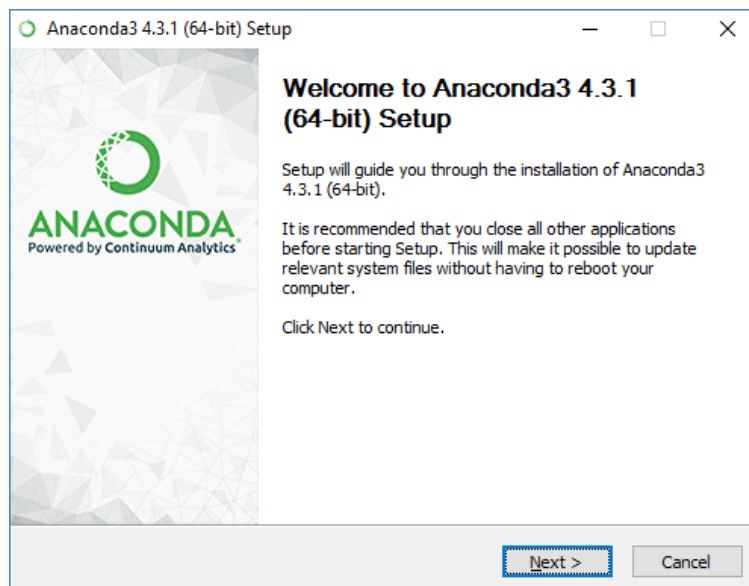 Anaconda3 4.3.1 (64-bit) Setup
Welcome to Anaconda3 4.3.1
(64-bit) Setup
Setup will guide you through the installation of Anaconda3
4.3.1 (64-bit).
It is recommended that you close all other applications
before starting Setup. This will make it possible to update
relevant system files without having to reboot your
computer.
Click Next to continue.
ANACONDA
Powered by Continuum Analytics®
Next >
Cancel